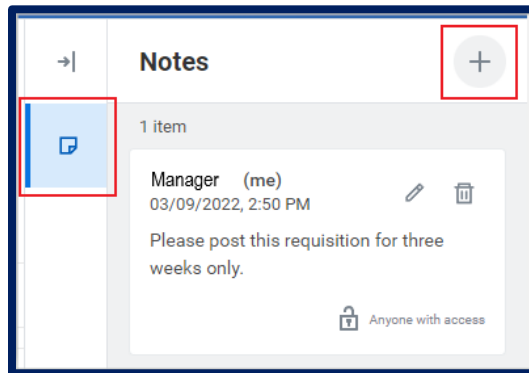 Notes
1 item
Manager (me)
03/09/2022, 2:50 PM
Please post this requisition for three
weeks only.
Anyone with access